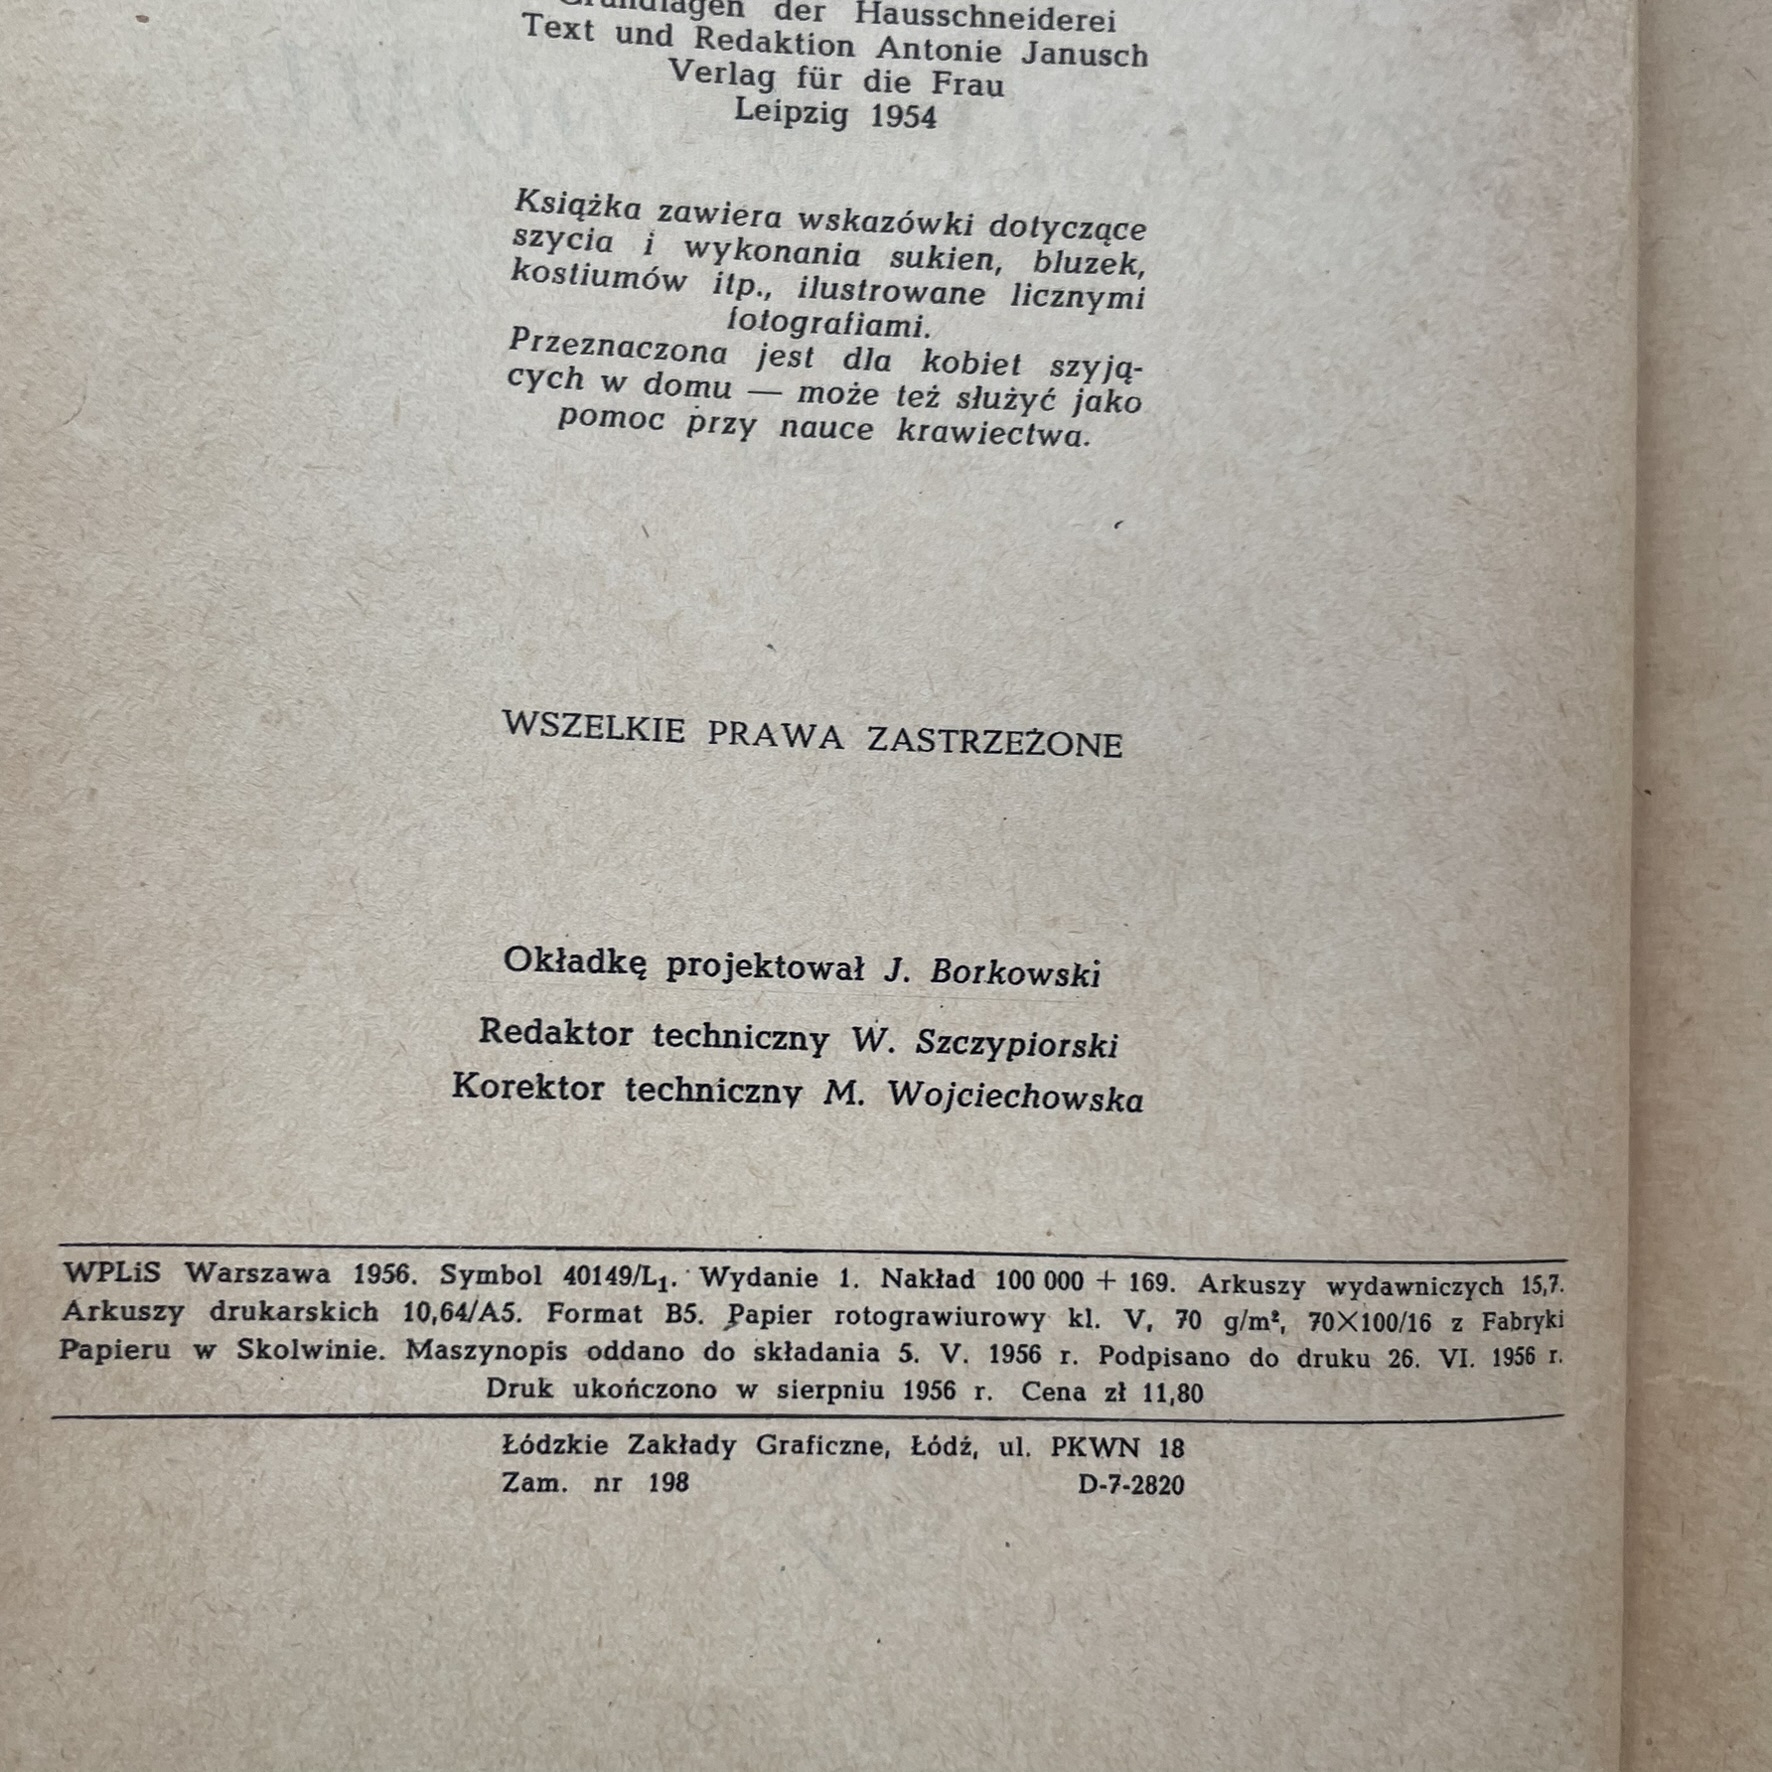 Grundlagen der Hausschneiderei
Text und Redaktion Antonie Janusch
Verlag für die Frau
Leipzig 1954
Książka zawiera wskazówki dotyczące
szycia i wykonania sukien, bluzek,
kostiumów itp., ilustrowane licznymi
fotografiami.
Przeznaczona jest dla kobiet szyją-
cych w domu — może też służyć jako
pomoc przy nauce krawiectwa.
WSZELKIE PRAWA ZASTRZEŻONE
Okładkę projektował J. Borkowski
Redaktor techniczny W. Szczypiorski
Korektor techniczny M. Wojciechowska
WPLiS Warszawa 1956. Symbol 40149/L₁. Wydanie 1. Nakład 100 000 + 169. Arkuszy wydawniczych 15,7.
Arkuszy drukarskich 10,64/A5. Format B5. Papier rotograwiurowy kl. V, 70 g/m², 70×100/16 z Fabryki
Papieru w Skolwinie. Maszynopis oddano do składania 5. V. 1956 r. Podpisano do druku 26. VI. 1956 r.
Druk ukończono w sierpniu 1956 r. Cena zł 11,80
Łódzkie Zakłady Graficzne, Łódź, ul. PKWN 18
Zam. nr 198 D-7-2820